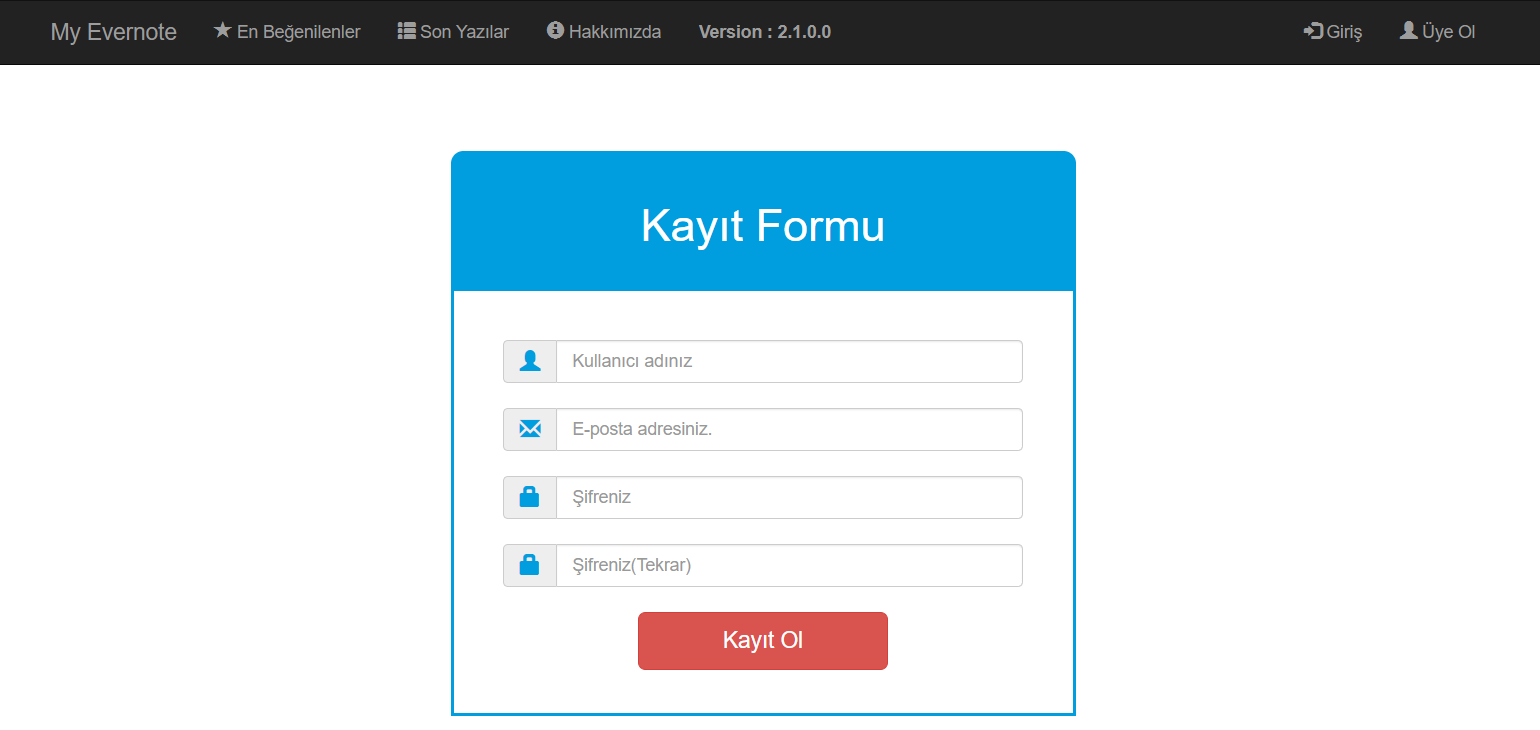 My Evernote En Beğenilenler Son Yazılar Hakkımızda Version : 2.1.0.0 Giriş Üye Ol
Kayıt Formu
Kullanıcı adınız
E-posta adresiniz.
Şifreniz
Şifreniz(Tekrar)
Kayıt Ol